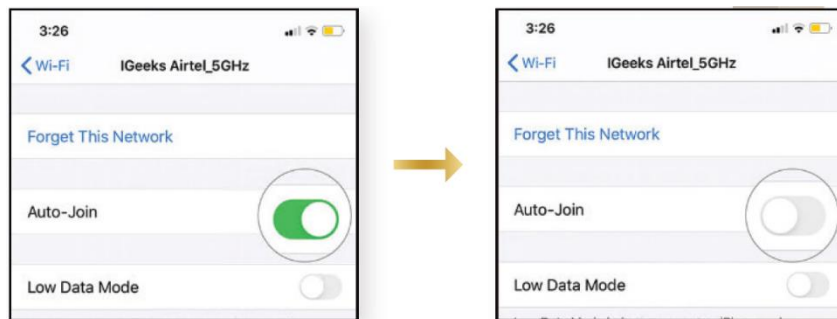 3:26
Wi-Fi IGeeks Airtel_5GHz
Forget This Network
Auto-Join
Low Data Mode
3:26
Wi-Fi IGeeks Airtel_5GHz
Forget This Network
Auto-Join
Low Data Mode